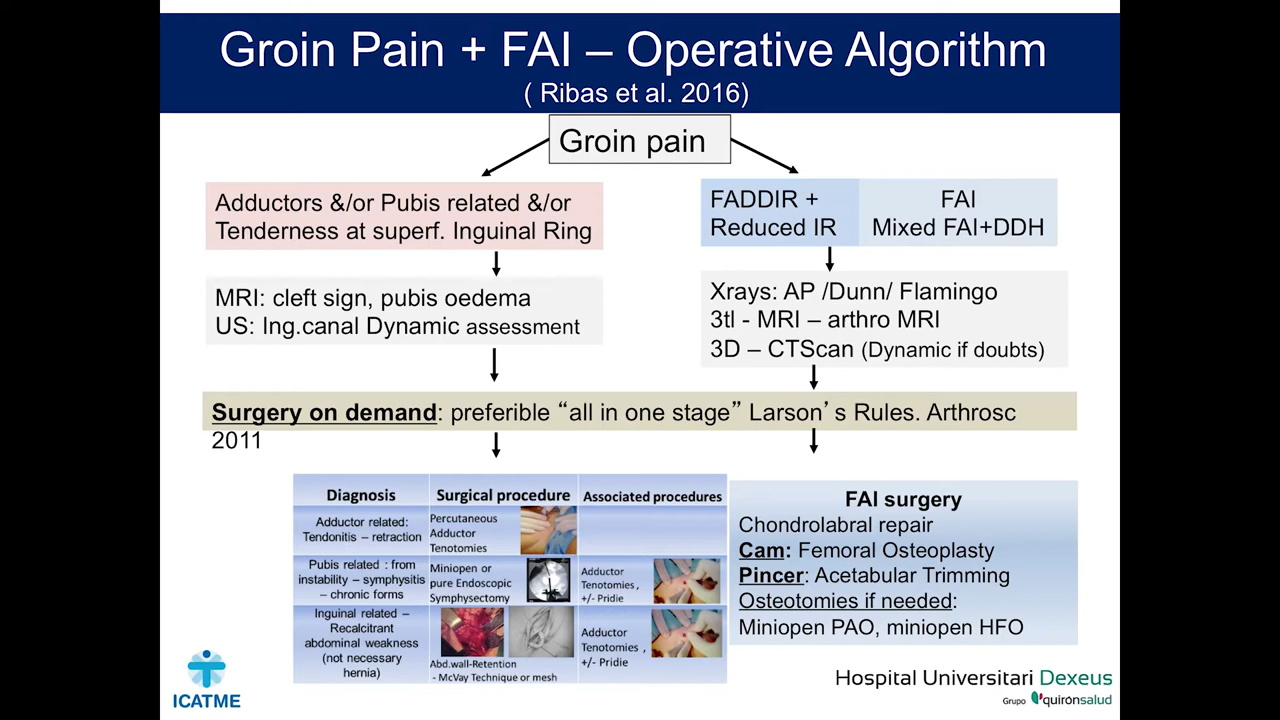 Groin Pain + FAI – Operative Algorithm
( Ribas et al. 2016)
Groin pain
Adductors &/or Pubis related &/or
Tenderness at superf. Inguinal Ring
FADDIR +
Reduced IR
FAI
Mixed FAI+DDH
MRI: cleft sign, pubis oedema
US: Ing.canal Dynamic assessment
Xrays: AP /Dunn/ Flamingo
3tl - MRI – arthro MRI
3D – CTScan (Dynamic if doubts)
Surgery on demand: preferible “all in one stage” Larson’s Rules. Arthrosc
2011
Diagnosis
Surgical procedure
Associated procedures
Adductor related:
Tendonitis – retraction
Percutaneous
Adductor
Tenotomies
Pubis related : from
instability – symphysitis
– chronic forms
Miniopen or
pure Endoscopic
Symphysectomy
Adductor
Tenotomies ,
+/- Pridie
Inguinal related –
Recalcitrant
abdominal weakness
(not necessary
hernia)
Abd.wall-Retention
- McVay Technique or mesh
Adductor
Tenotomies ,
+/- Pridie
FAI surgery
Chondrolabral repair
Cam: Femoral Osteoplasty
Pincer: Acetabular Trimming
Osteotomies if needed:
Miniopen PAO, miniopen HFO
ICATME
Hospital Universitari Dexeus
Grupo quirónsalud